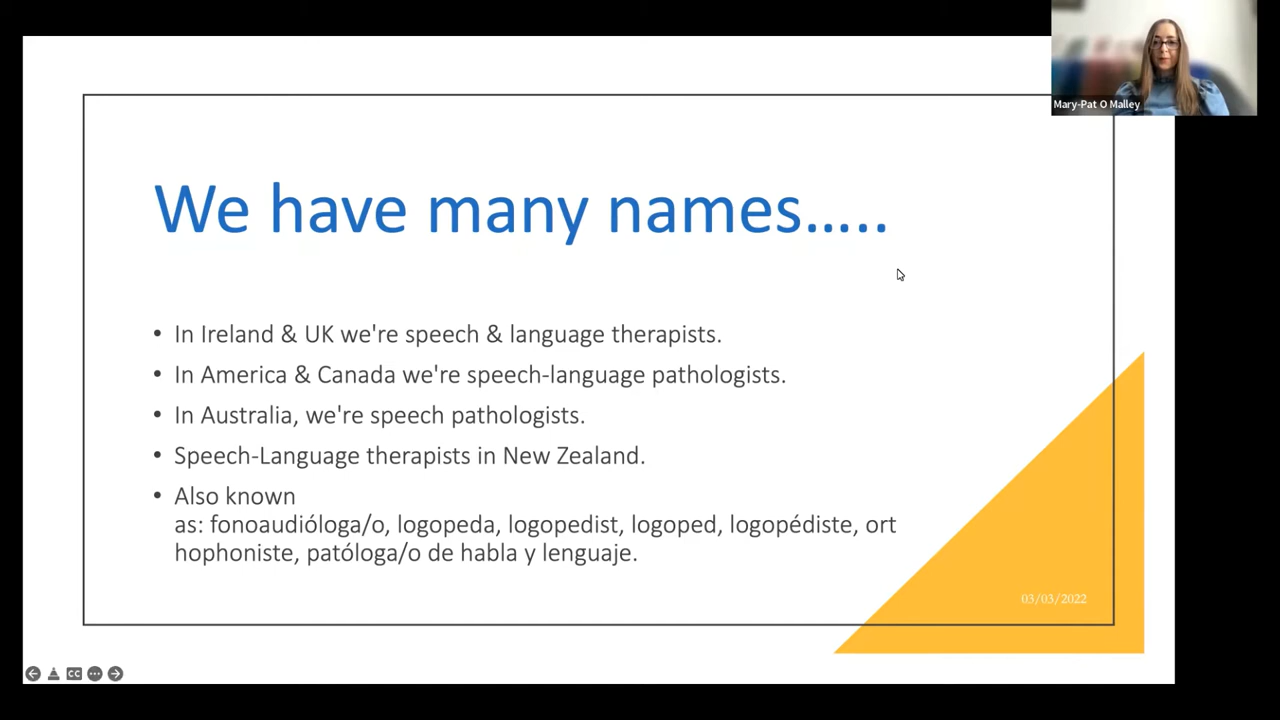 Mary-Pat O Malley
We have many names.....
• In Ireland & UK we're speech & language therapists.
• In America & Canada we're speech-language pathologists.
• In Australia, we're speech pathologists.
• Speech-Language therapists in New Zealand.
• Also known
as: fonoaudióloga/o, logopeda, logopedist, logoped, logopédiste, ort
hophoniste, patóloga/o de habla y lenguaje.
03/03/2022
CC